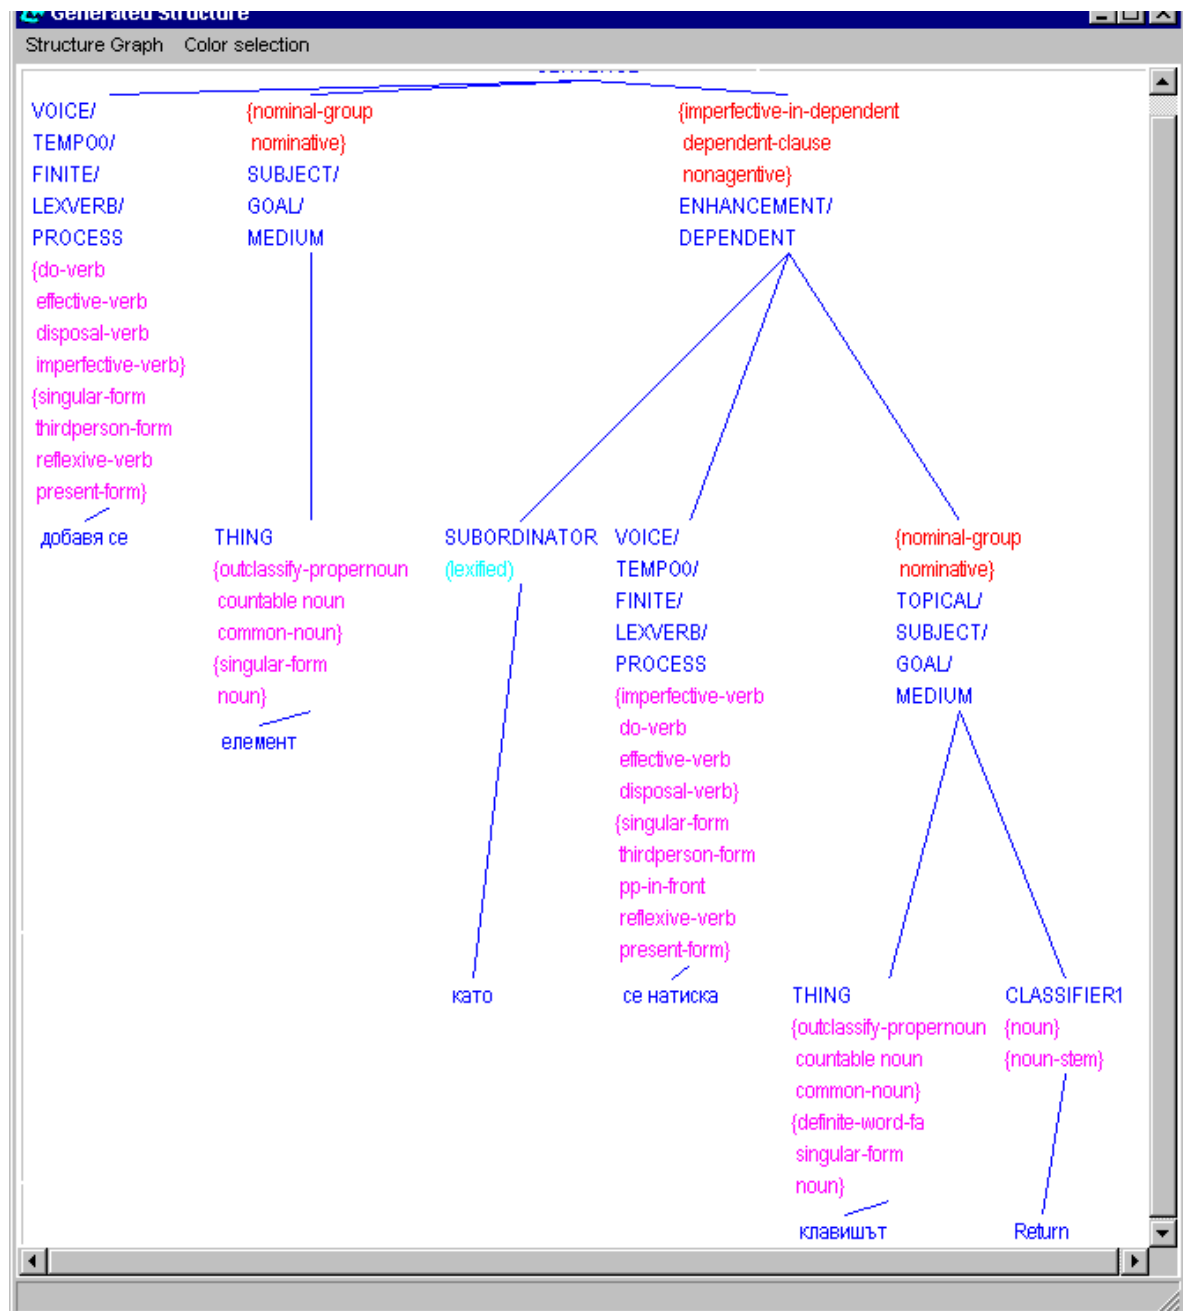 Generated Structure
Structure Graph Color selection
SENTENCE
VOICE/
TEMPO0/
FINITE/
LEXVERB/
PROCESS
{do-verb
effective-verb
disposal-verb
imperfective-verb}
{singular-form
thirdperson-form
reflexive-verb
present-form}
добавя се
{nominal-group
nominative}
SUBJECT/
GOAL/
MEDIUM
THING
{outclassify-propernoun
countable noun
common-noun}
{singular-form
noun}
елемент
{imperfective-in-dependent
dependent-clause
nonagentive}
ENHANCEMENT/
DEPENDENT
SUBORDINATOR
(lexified)
като
VOICE/
TEMPO0/
FINITE/
LEXVERB/
PROCESS
{imperfective-verb
do-verb
effective-verb
disposal-verb}
{singular-form
thirdperson-form
pp-in-front
reflexive-verb
present-form}
се натиска
{nominal-group
nominative}
TOPICAL/
SUBJECT/
GOAL/
MEDIUM
THING
{outclassify-propernoun
countable noun
common-noun}
{definite-word-fa
singular-form
noun}
клавишът
CLASSIFIER1
{noun}
{noun-stem}
Return